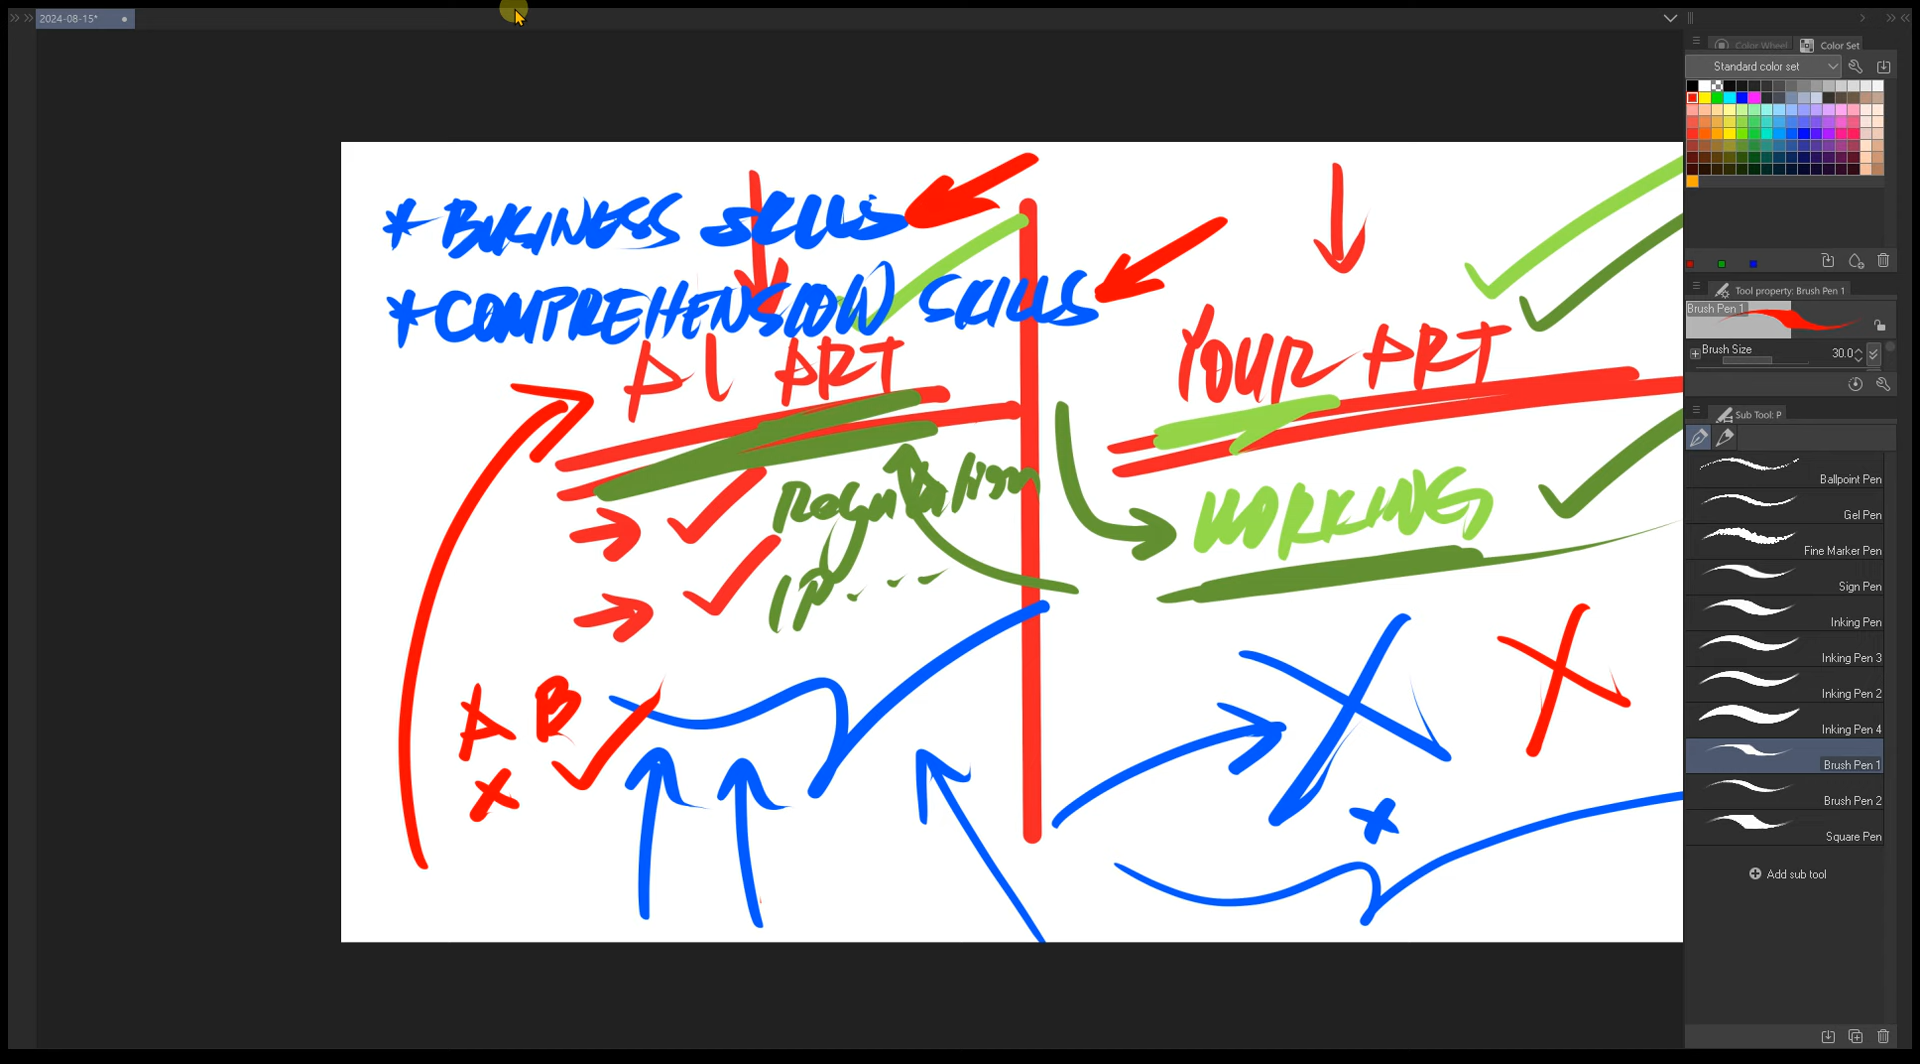 2024-08-15*
Color Wheel
Color Set
Standard color set
* BUSINESS SKILLS
* COMPREHENSION SKILLS
AI ART
YOUR ART
Regulation
IP....
WORKING
A B
X
Tool property: Brush Pen 1
Brush Pen 1
Brush Size 30.0
Sub Tool: P
Ballpoint Pen
Gel Pen
Fine Marker Pen
Sign Pen
Inking Pen
Inking Pen 3
Inking Pen 2
Inking Pen 4
Brush Pen 1
Brush Pen 2
Square Pen
Add sub tool